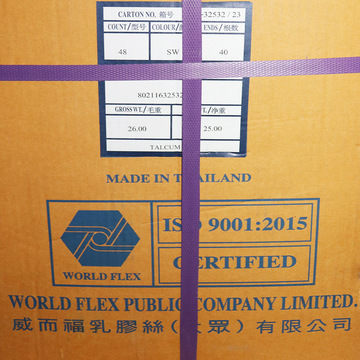 CARTON NO. 箱号 -32532 / 23
COUNT/型号 COLOUR/ ENDS/根数
48 SW 40
80211632532
GROSS WT./毛重 WT./净重
26.00 25.00
TALCUM
MADE IN THAILAND
ISO 9001:2015
CERTIFIED
WORLD FLEX
WORLD FLEX PUBLIC COMPANY LIMITED.
威而福乳膠絲(大眾)有限公司